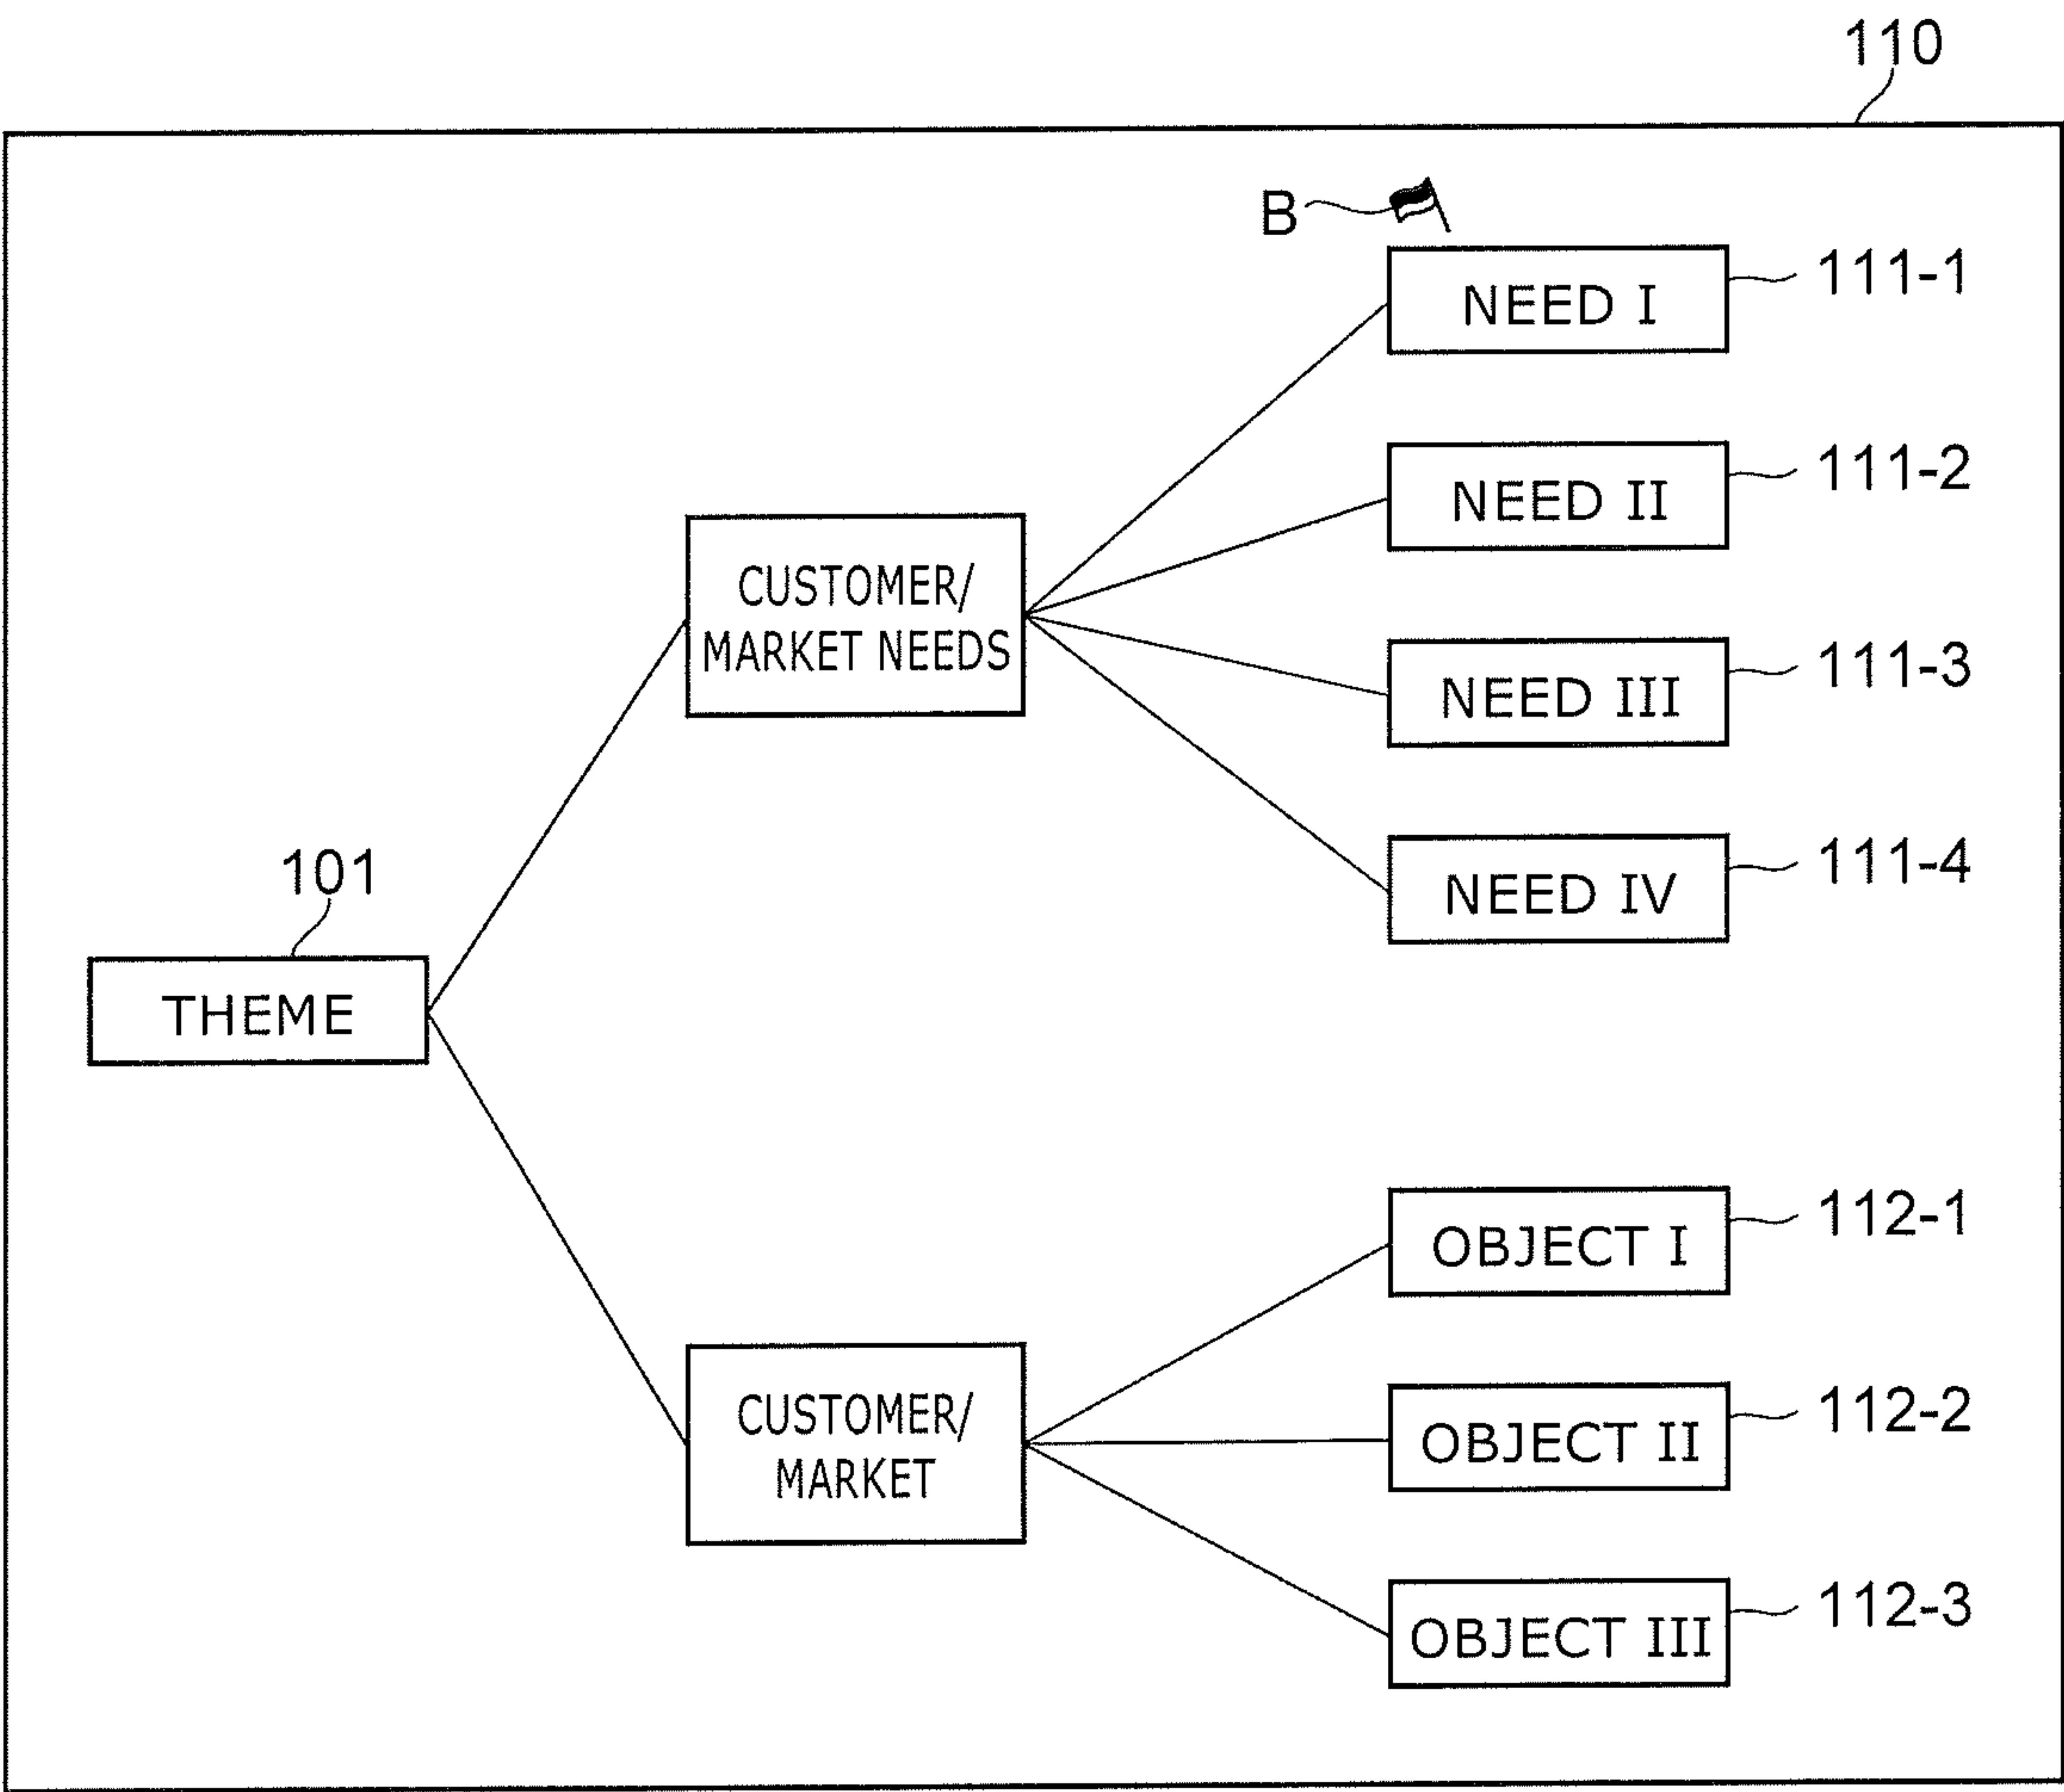 110
B
NEED I
111-1
NEED II
111-2
CUSTOMER/
MARKET NEEDS
NEED III
111-3
NEED IV
111-4
101
THEME
OBJECT I
112-1
CUSTOMER/
MARKET
OBJECT II
112-2
OBJECT III
112-3